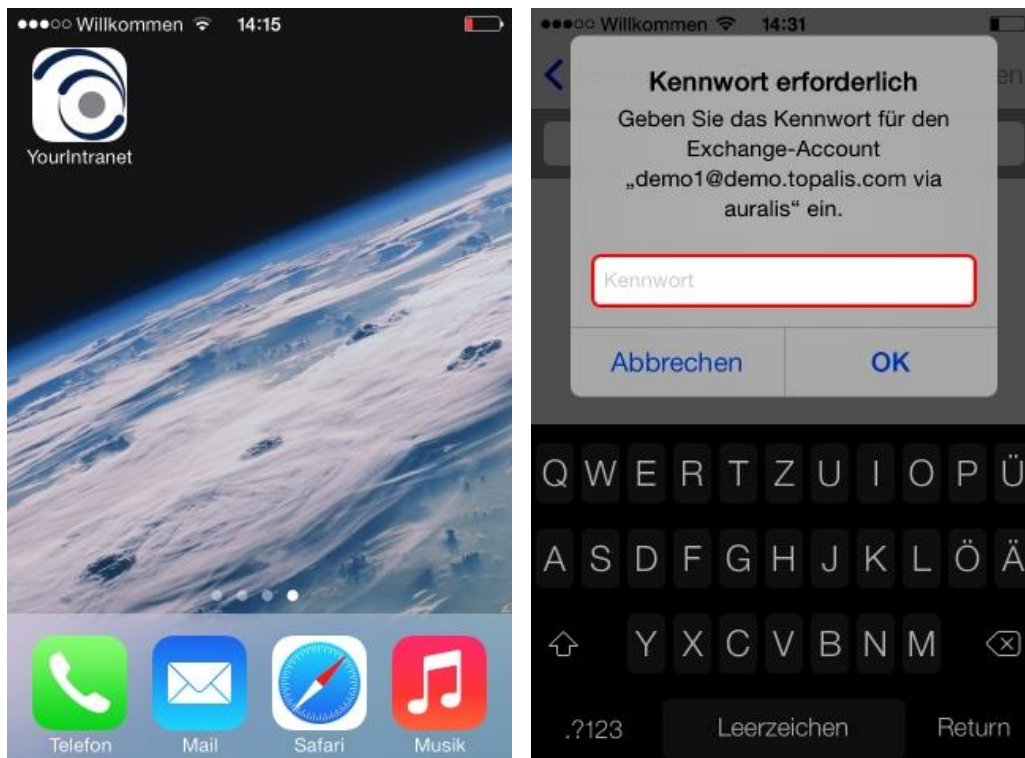 Willkommen 14:15
YourIntranet
Telefon Mail Safari Musik
Willkommen 14:31
Kennwort erforderlich
Geben Sie das Kennwort für den
Exchange-Account
„demo1@demo.topalis.com via
auralis“ ein.
Kennwort
Abbrechen OK
Q W E R T Z U I O P Ü
A S D F G H J K L Ö Ä
Y X C V B N M
.?123 Leerzeichen Return